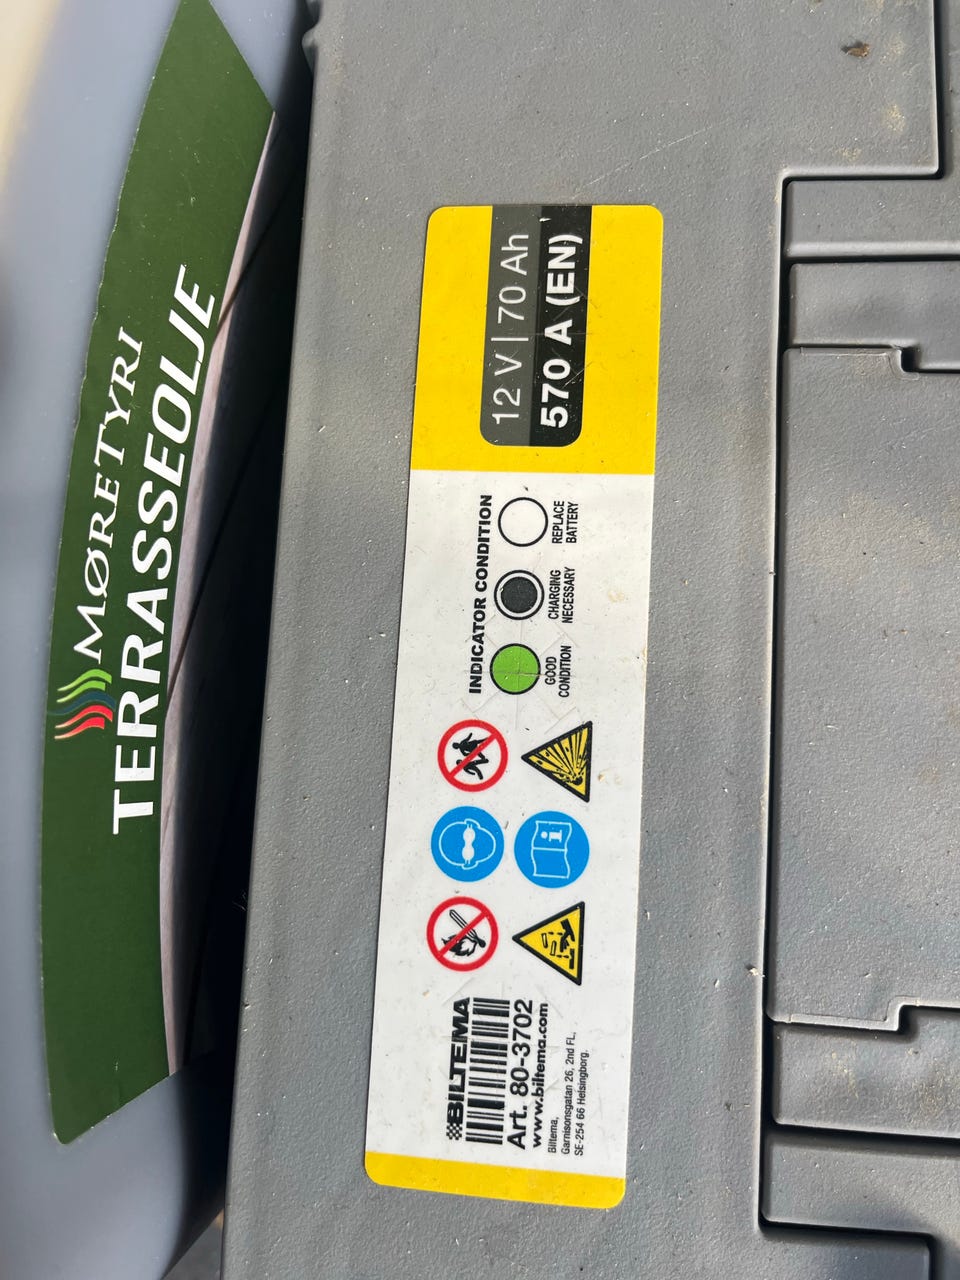 MØRETYRI
TERRASSEOLJE
BILTEMA
Art. 80-3702
www.biltema.com
Biltema,
Garnisonsgatan 26, 2nd FL,
SE-254 66 Helsingborg.
INDICATOR CONDITION
GOOD
CONDITION
CHARGING
NECESSARY
REPLACE
BATTERY
12 V | 70 Ah
570 A (EN)